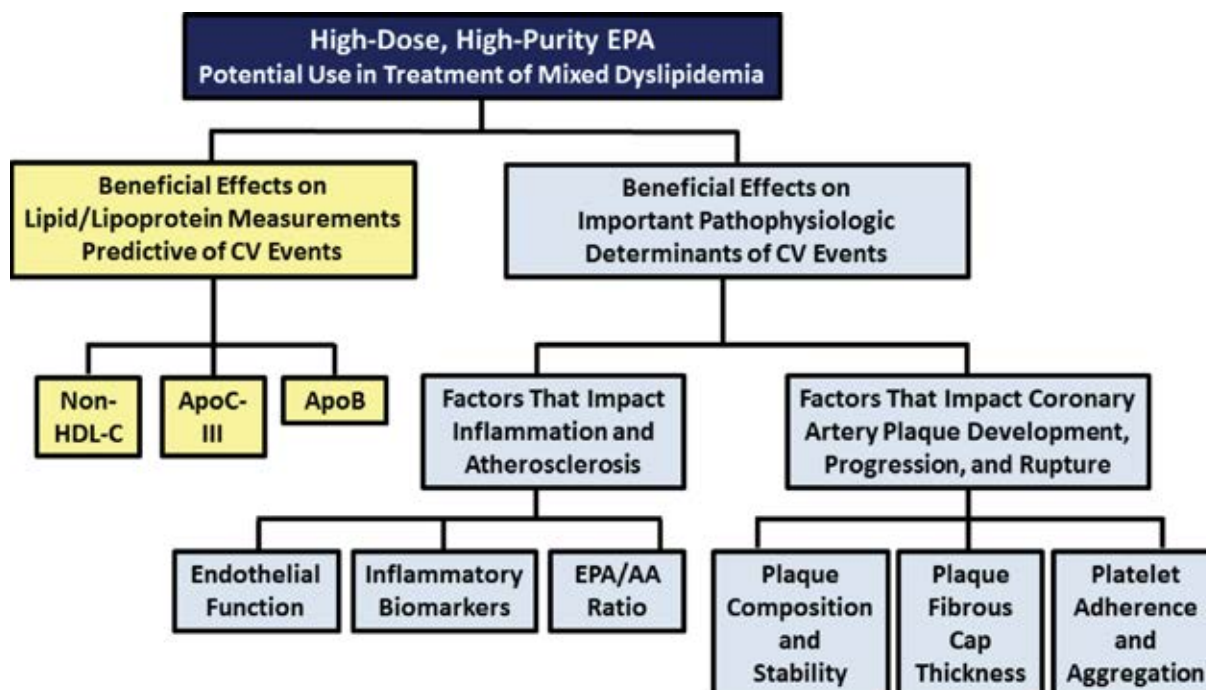 High-Dose, High-Purity EPA
Potential Use in Treatment of Mixed Dyslipidemia
Beneficial Effects on
Lipid/Lipoprotein Measurements
Predictive of CV Events
Beneficial Effects on
Important Pathophysiologic
Determinants of CV Events
Non-
HDL-C
ApoC-
III
ApoB
Factors That Impact
Inflammation and
Atherosclerosis
Factors That Impact Coronary
Artery Plaque Development,
Progression, and Rupture
Endothelial
Function
Inflammatory
Biomarkers
EPA/AA
Ratio
Plaque
Composition
and
Stability
Plaque
Fibrous
Cap
Thickness
Platelet
Adherence
and
Aggregation